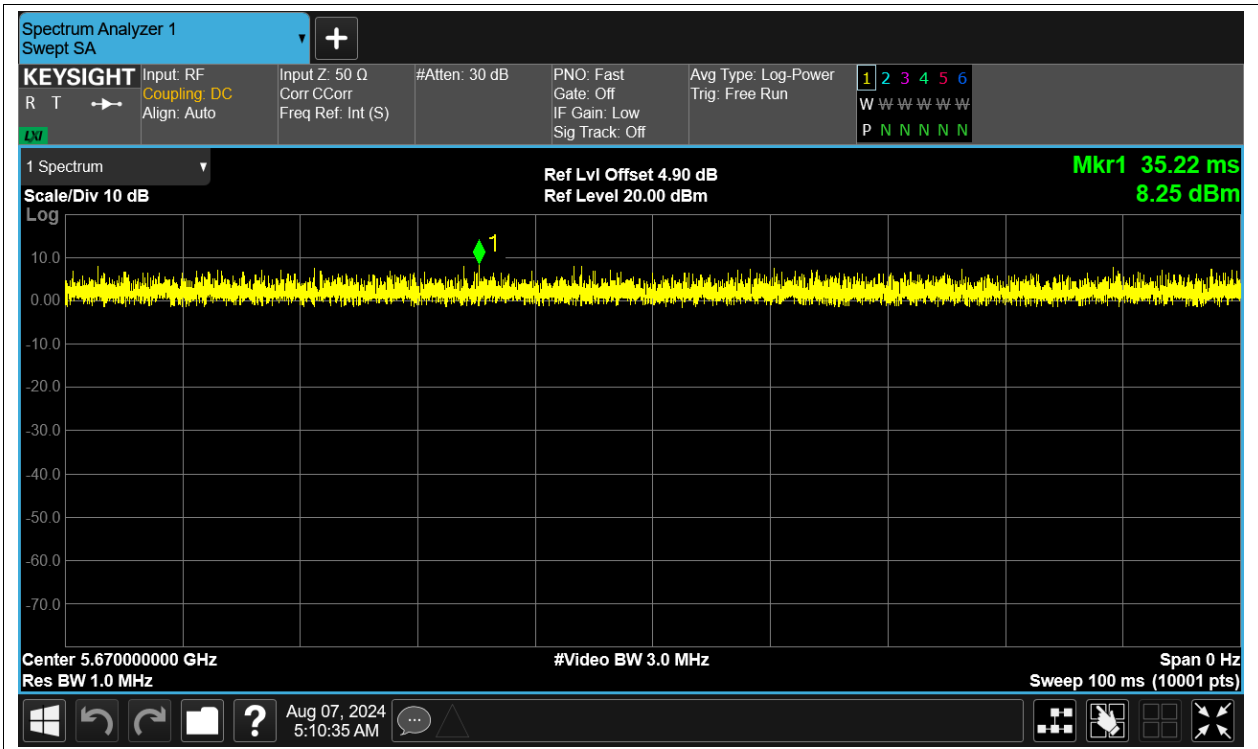 Spectrum Analyzer 1
Swept SA
KEYSIGHT
R T
LXI
Input: RF
Coupling: DC
Align: Auto
Input Z: 50 Ω
Corr CCorr
Freq Ref: Int (S)
#Atten: 30 dB
PNO: Fast
Gate: Off
IF Gain: Low
Sig Track: Off
Avg Type: Log-Power
Trig: Free Run
1 2 3 4 5 6
W W W W W W
P N N N N N
1 Spectrum
Scale/Div 10 dB
Log
Ref Lvl Offset 4.90 dB
Ref Level 20.00 dBm
Mkr1 35.22 ms
8.25 dBm
1
10.0
0.00
-10.0
-20.0
-30.0
-40.0
-50.0
-60.0
-70.0
Center 5.670000000 GHz
Res BW 1.0 MHz
#Video BW 3.0 MHz
Span 0 Hz
Sweep 100 ms (10001 pts)
?
Aug 07, 2024
5:10:35 AM